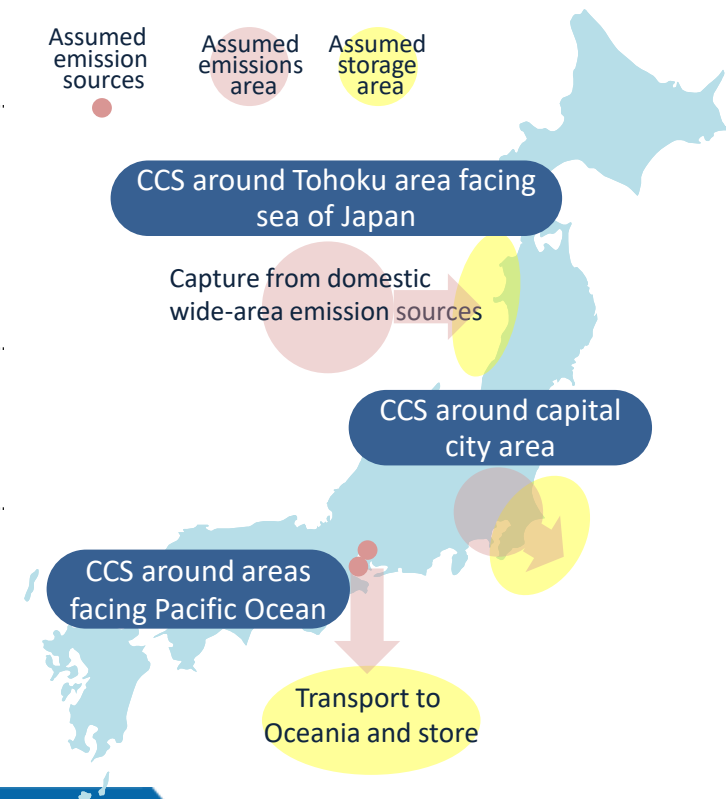 Assumed
emission
sources
Assumed
emissions
area
Assumed
storage
area
CCS around Tohoku area facing
sea of Japan
Capture from domestic
wide-area emission sources
CCS around capital
city area
CCS around areas
facing Pacific Ocean
Transport to
Oceania and store